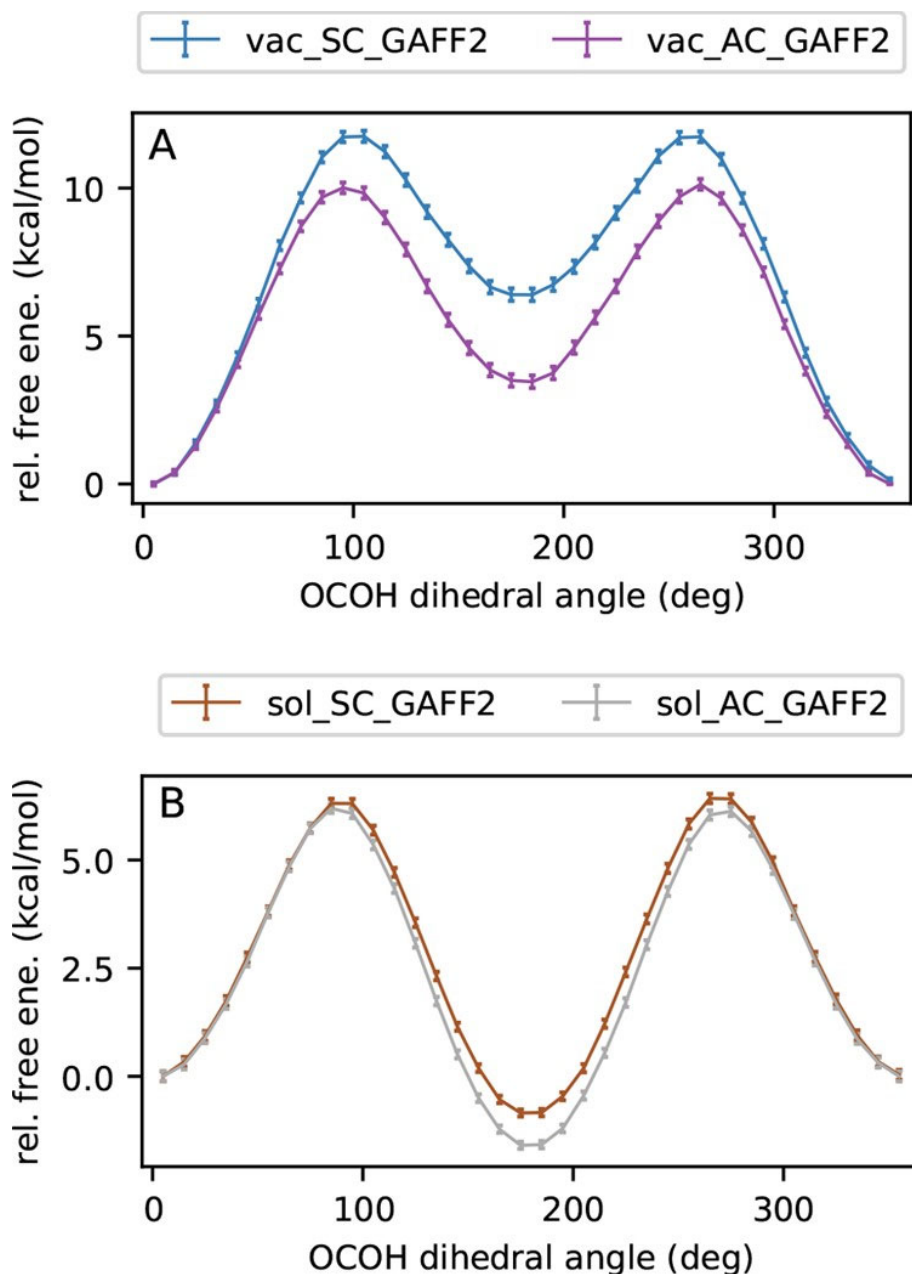 vac_SC_GAFF2 vac_AC_GAFF2
A
10
5
0
rel. free ene. (kcal/mol)
0 100 200 300
OCOH dihedral angle (deg)
sol_SC_GAFF2 sol_AC_GAFF2
B
5.0
2.5
0.0
rel. free ene. (kcal/mol)
0 100 200 300
OCOH dihedral angle (deg)